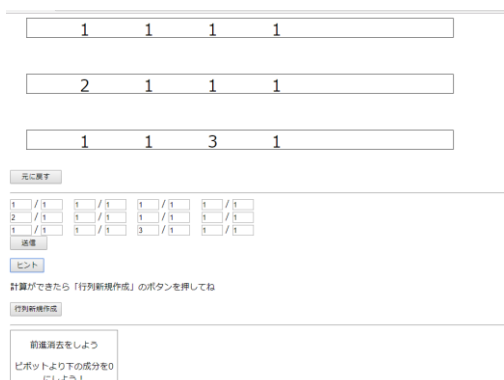 1 1 1 1
2 1 1 1
1 1 3 1
元に戻す
1 / 1 1 / 1 1 / 1 1 / 1
2 / 1 1 / 1 1 / 1 1 / 1
1 / 1 1 / 1 3 / 1 1 / 1
送信
ヒント
計算ができたら「行列新規作成」のボタンを押してね
行列新規作成
前進消去をしよう
ピボットより下の成分を0
にしよう！